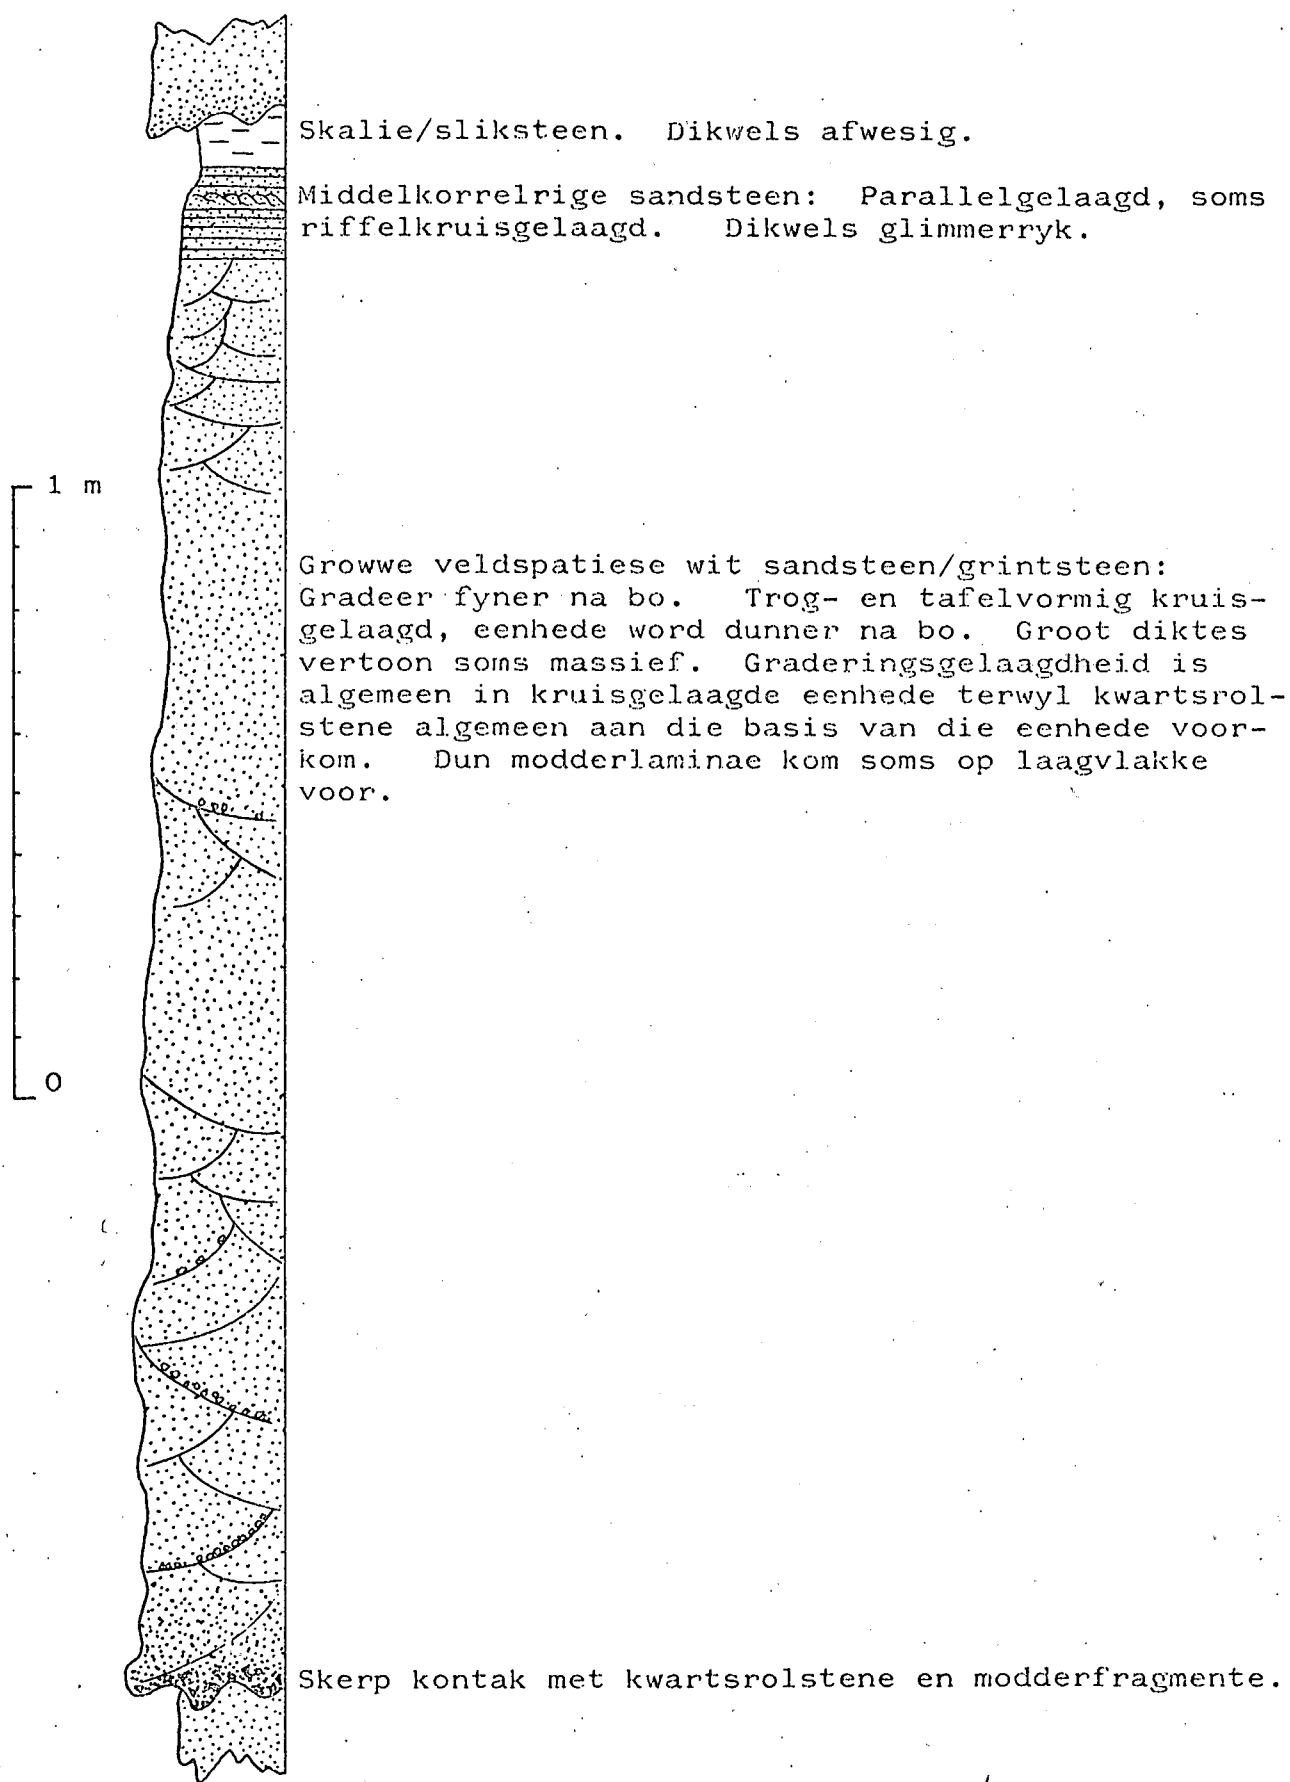 Skalie/sliksteen. Dikwels afwesig.
Middelkorrelrige sandsteen: Parallelgelaagd, soms
riffelkruisgelaagd. Dikwels glimmerryk.
1 m
Growwe veldspatiese wit sandsteen/grintsteen:
Gradeer fyner na bo. Trog- en tafelvormig kruis-
gelaagd, eenhede word dunner na bo. Groot diktes
vertoon soms massief. Graderingsgelaagdheid is
algemeen in kruisgelaagde eenhede terwyl kwartsrol-
stene algemeen aan die basis van die eenhede voor-
kom. Dun modderlaminae kom soms op laagvlakke
voor.
0
Skerp kontak met kwartsrolstene en modderfragmente.